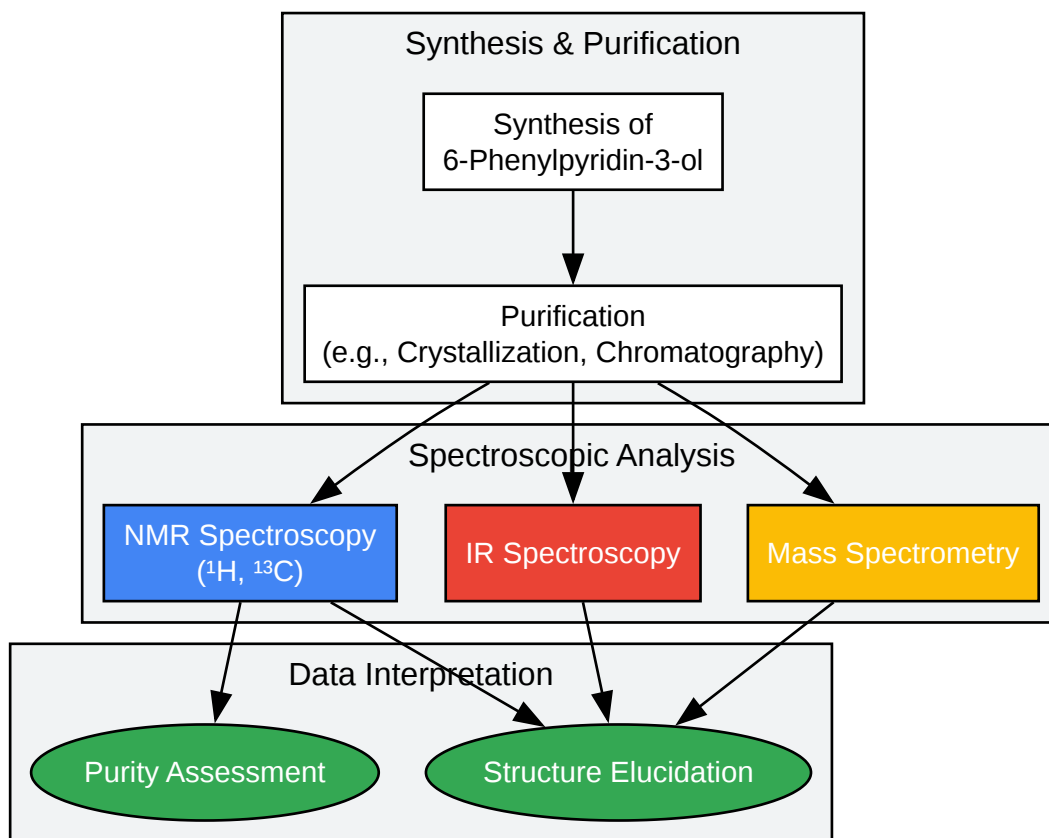 Synthesis & Purification
Synthesis of
6-Phenylpyridin-3-ol
Purification
(e.g., Crystallization, Chromatography)
Spectroscopic Analysis
NMR Spectroscopy
(¹H, ¹³C)
IR Spectroscopy
Mass Spectrometry
Data Interpretation
Purity Assessment
Structure Elucidation